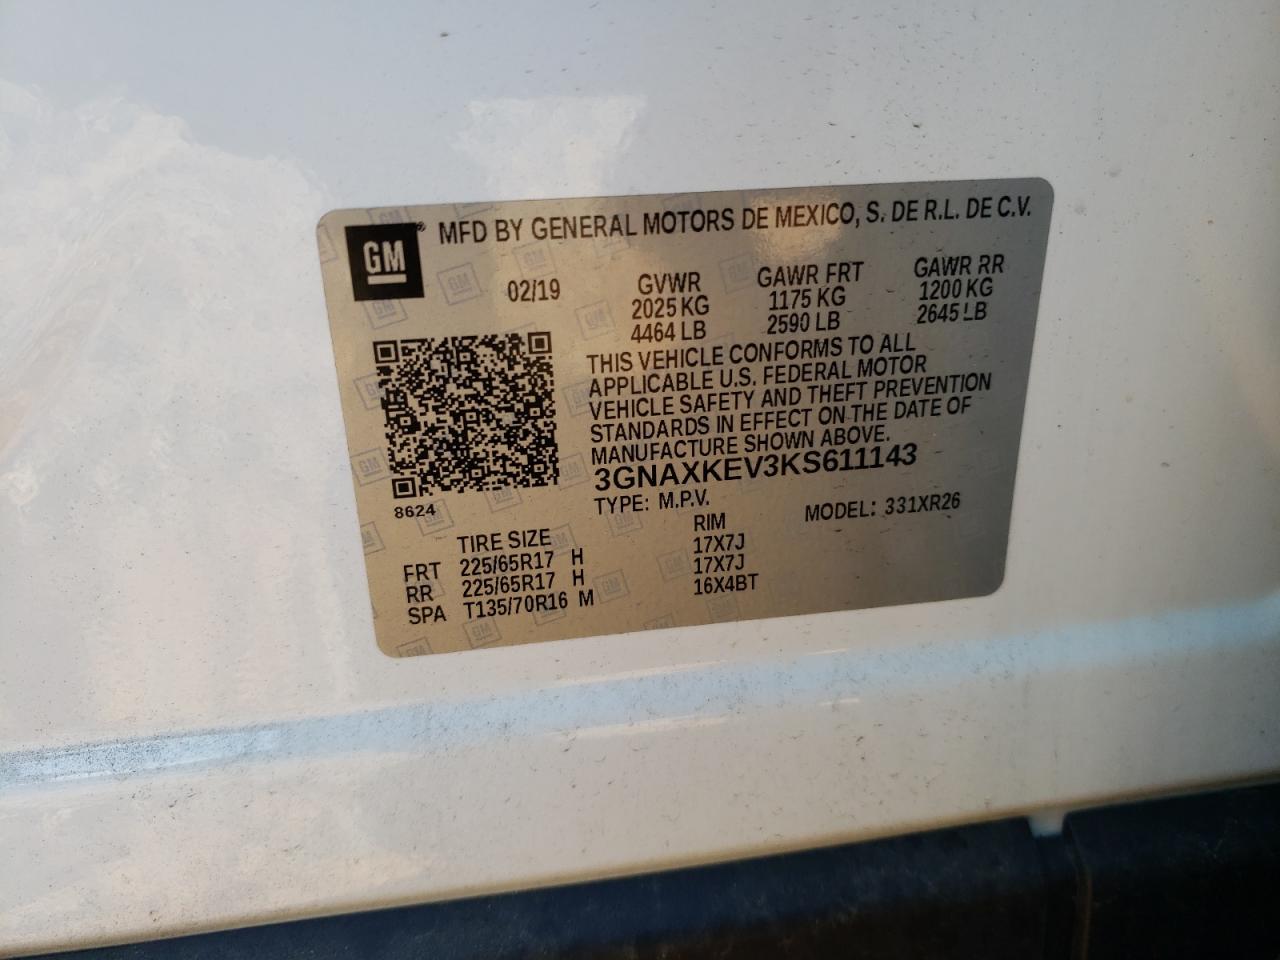 GM® MFD BY GENERAL MOTORS DE MEXICO, S. DE R.L. DE C.V.
02/19 GVWR GAWR FRT GAWR RR
2025 KG 1175 KG 1200 KG
4464 LB 2590 LB 2645 LB
THIS VEHICLE CONFORMS TO ALL
APPLICABLE U.S. FEDERAL MOTOR
VEHICLE SAFETY AND THEFT PREVENTION
STANDARDS IN EFFECT ON THE DATE OF
MANUFACTURE SHOWN ABOVE.
3GNAXKEV3KS611143
8624 TYPE: M.P.V. MODEL: 331XR26
TIRE SIZE RIM
FRT 225/65R17 H 17X7J
RR 225/65R17 H 17X7J
SPA T135/70R16 M 16X4BT